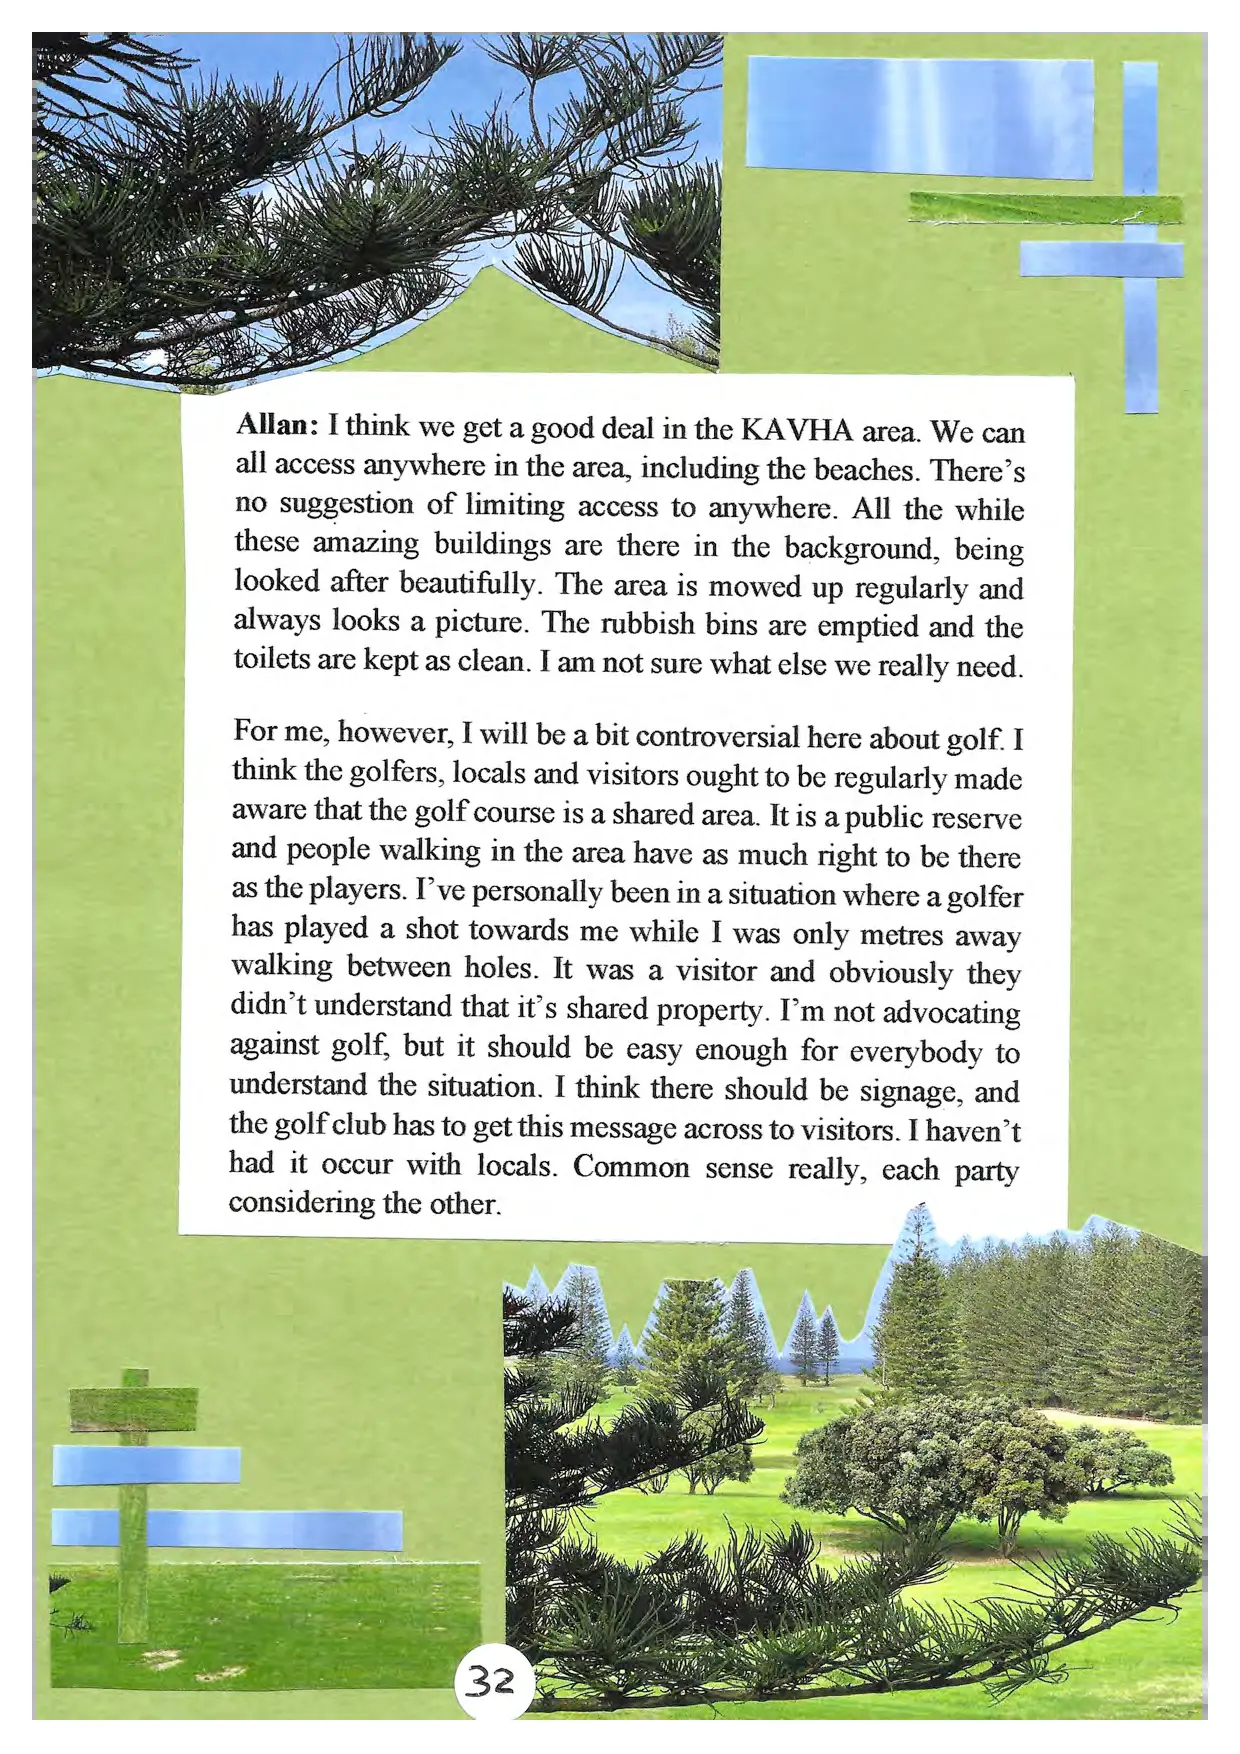 Allan: I think we get a good deal in the KAVHA area. We can
all access anywhere in the area, including the beaches. There's
no suggestion of limiting access to anywhere. All the while
these amazing buildings are there in the background, being
looked after beautifully. The area is mowed up regularly and
always looks a picture. The rubbish bins are emptied and the
toilets are kept as clean. I am not sure what else we really need.
For me, however, I will be a bit controversial here about golf. I
think the golfers, locals and visitors ought to be regularly made
aware that the golf course is a shared area. It is a public reserve
and people walking in the area have as much right to be there
as the players. I've personally been in a situation where a golfer
has played a shot towards me while I was only metres away
walking between holes. It was a visitor and obviously they
didn't understand that it's shared property. I'm not advocating
against golf, but it should be easy enough for everybody to
understand the situation. I think there should be signage, and
the golf club has to get this message across to visitors. I haven't
had it occur with locals. Common sense really, each party
considering the other.
32